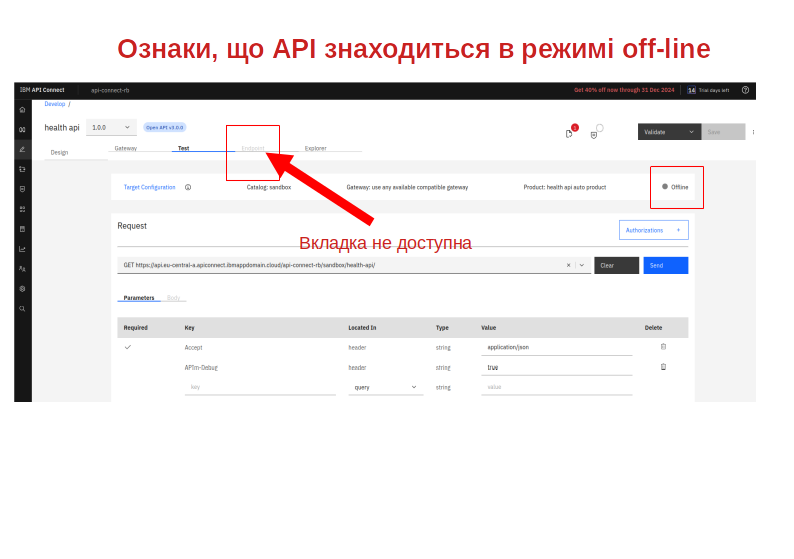 Ознаки, що API знаходиться в режимі off-line
IBM API Connect api-connect-rb Get 40% off now through 31 Dec 2024 14 Trial days left
Develop /
health api 1.0.0 Open API v3.0.0 1 Validate Save
Design Gateway Test Endpoint Explorer
Target Configuration Catalog: sandbox Gateway: use any available compatible gateway Product: health api auto product Offline
Request Authorizations +
Вкладка не доступна
GET https://api.eu-central-a.apiconnect.ibmappdomain.cloud/api-connect-rb/sandbox/health-api/ Clear Send
Parameters Body
Required Key Located In Type Value Delete
Accept header string application/json
APIm-Debug header string true
key query string value